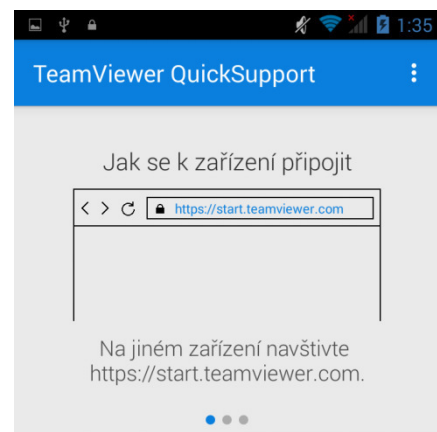 1:35
TeamViewer QuickSupport
Jak se k zařízení připojit
https://start.teamviewer.com
Na jiném zařízení navštivte
https://start.teamviewer.com.